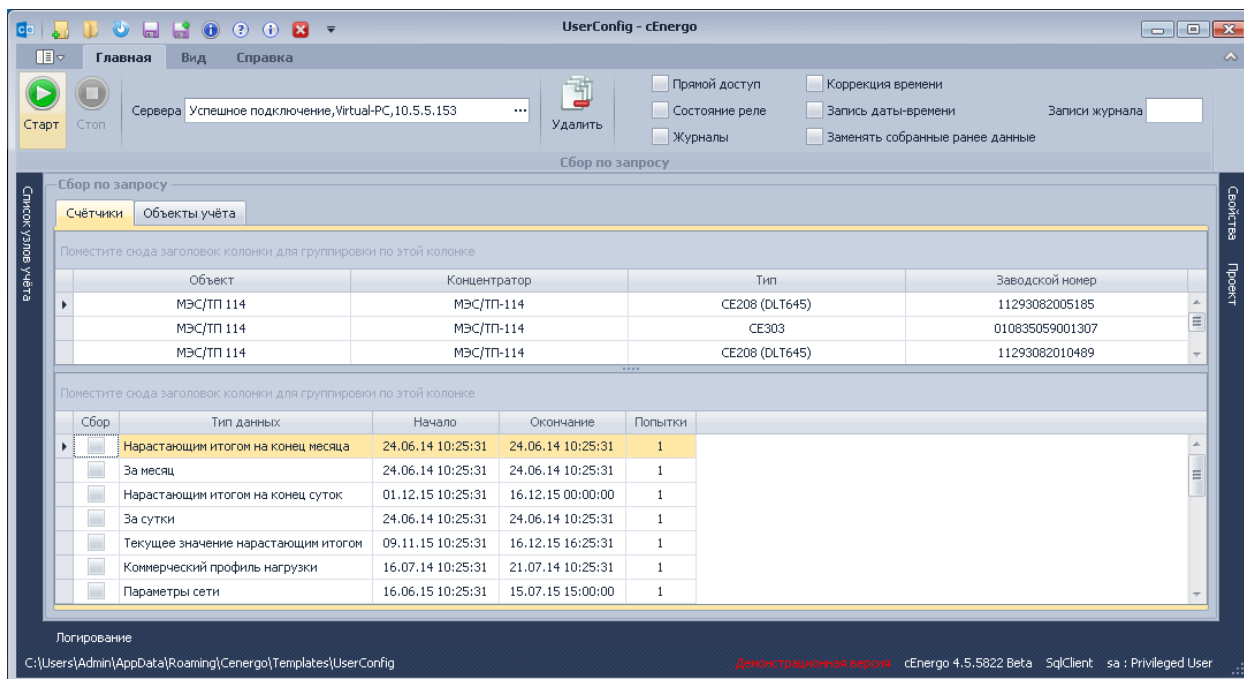 UserConfig - cEnergo
Главная Вид Справка
Старт Стоп Сервера Успешное подключение,Virtual-PC,10.5.5.153 ... Удалить
Прямой доступ Коррекция времени
Состояние реле Запись даты-времени Записи журнала
Журналы Заменять собранные ранее данные
Сбор по запросу
Список узлов учёта
Сбор по запросу
Свойства Проект
Счётчики Объекты учёта
Поместите сюда заголовок колонки для группировки по этой колонке
Объект Концентратор Тип Заводской номер
МЭС/ТП 114 МЭС/ТП-114 CE208 (DLT645) 11293082005185
МЭС/ТП 114 МЭС/ТП-114 CE303 010835059001307
МЭС/ТП 114 МЭС/ТП-114 CE208 (DLT645) 11293082010489
Поместите сюда заголовок колонки для группировки по этой колонке
Сбор Тип данных Начало Окончание Попытки
Нарастающим итогом на конец месяца 24.06.14 10:25:31 24.06.14 10:25:31 1
За месяц 24.06.14 10:25:31 24.06.14 10:25:31 1
Нарастающим итогом на конец суток 01.12.15 10:25:31 16.12.15 00:00:00 1
За сутки 24.06.14 10:25:31 24.06.14 10:25:31 1
Текущее значение нарастающим итогом 09.11.15 10:25:31 16.12.15 16:25:31 1
Коммерческий профиль нагрузки 16.07.14 10:25:31 21.07.14 10:25:31 1
Параметры сети 16.06.15 10:25:31 15.07.15 15:00:00 1
Логирование
C:\Users\Admin\AppData\Roaming\Cenergo\Templates\UserConfig Демонстрационная версия cEnergo 4.5.5822 Beta SqlClient sa : Privileged User